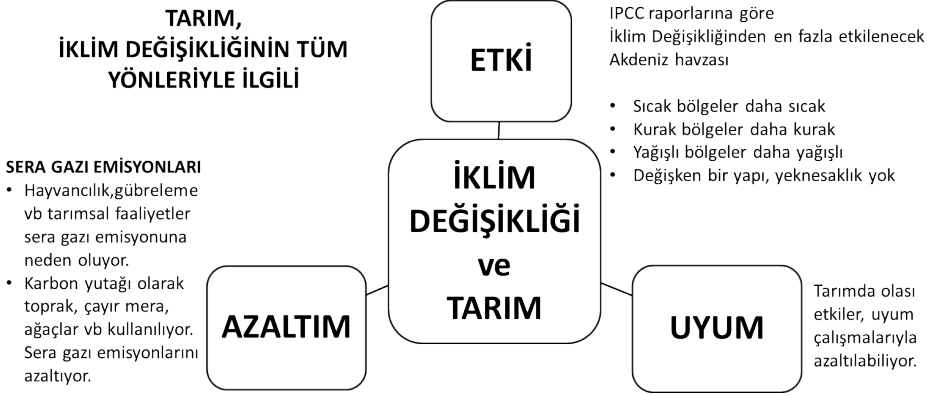 TARIM,
İKLİM DEĞİŞİKLİĞİNİN TÜM
YÖNLERİYLE İLGİLİ
ETKİ
IPCC raporlarına göre
İklim Değişikliğinden en fazla etkilenecek
Akdeniz havzası
• Sıcak bölgeler daha sıcak
• Kurak bölgeler daha kurak
• Yağışlı bölgeler daha yağışlı
• Değişken bir yapı, yeknesaklık yok
İKLİM
DEĞİŞİKLİĞİ
ve
TARIM
SERA GAZI EMİSYONLARI
• Hayvancılık,gübreleme
vb tarımsal faaliyetler
sera gazı emisyonuna
neden oluyor.
• Karbon yutağı olarak
toprak, çayır mera,
ağaçlar vb kullanılıyor.
Sera gazı emisyonlarını
azaltıyor.
AZALTIM
UYUM
Tarımda olası
etkiler, uyum
çalışmalarıyla
azaltılabiliyor.